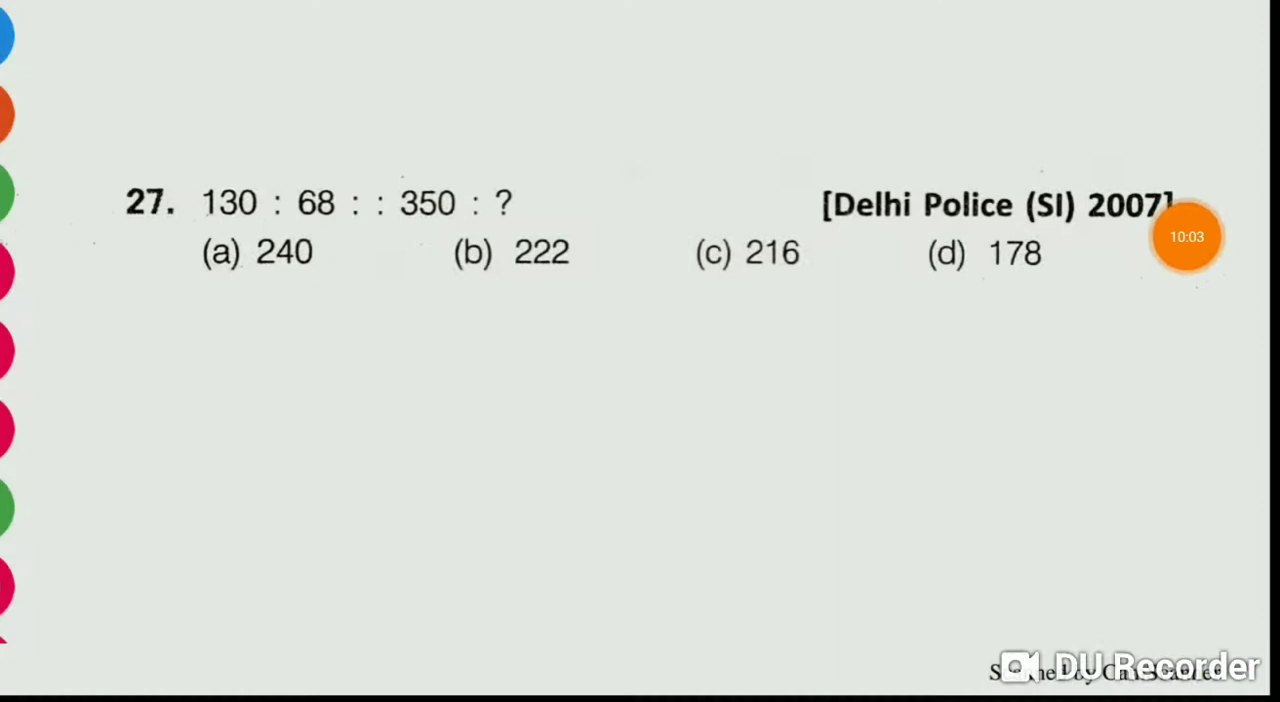 27. 130 : 68 : : 350 : ? [Delhi Police (SI) 2007]
10:03
(a) 240 (b) 222 (c) 216 (d) 178
DU Recorder